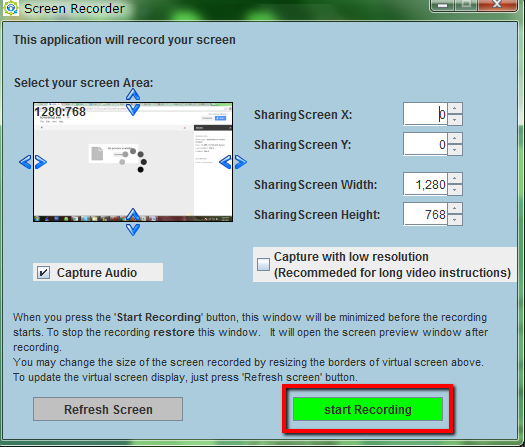 Screen Recorder
This application will record your screen
Select your screen Area:
1280:768
SharingScreen X:
0
SharingScreen Y:
0
SharingScreen Width:
1,280
SharingScreen Height:
768
Capture Audio
Capture with low resolution
(Recommeded for long video instructions)
When you press the 'Start Recording' button, this window will be minimized before the recording
starts. To stop the recording restore this window. It will open the screen preview window after
recording.
You may change the size of the screen recorded by resizing the borders of virtual screen above.
To update the virtual screen display, just press 'Refresh screen' button.
Refresh Screen
start Recording